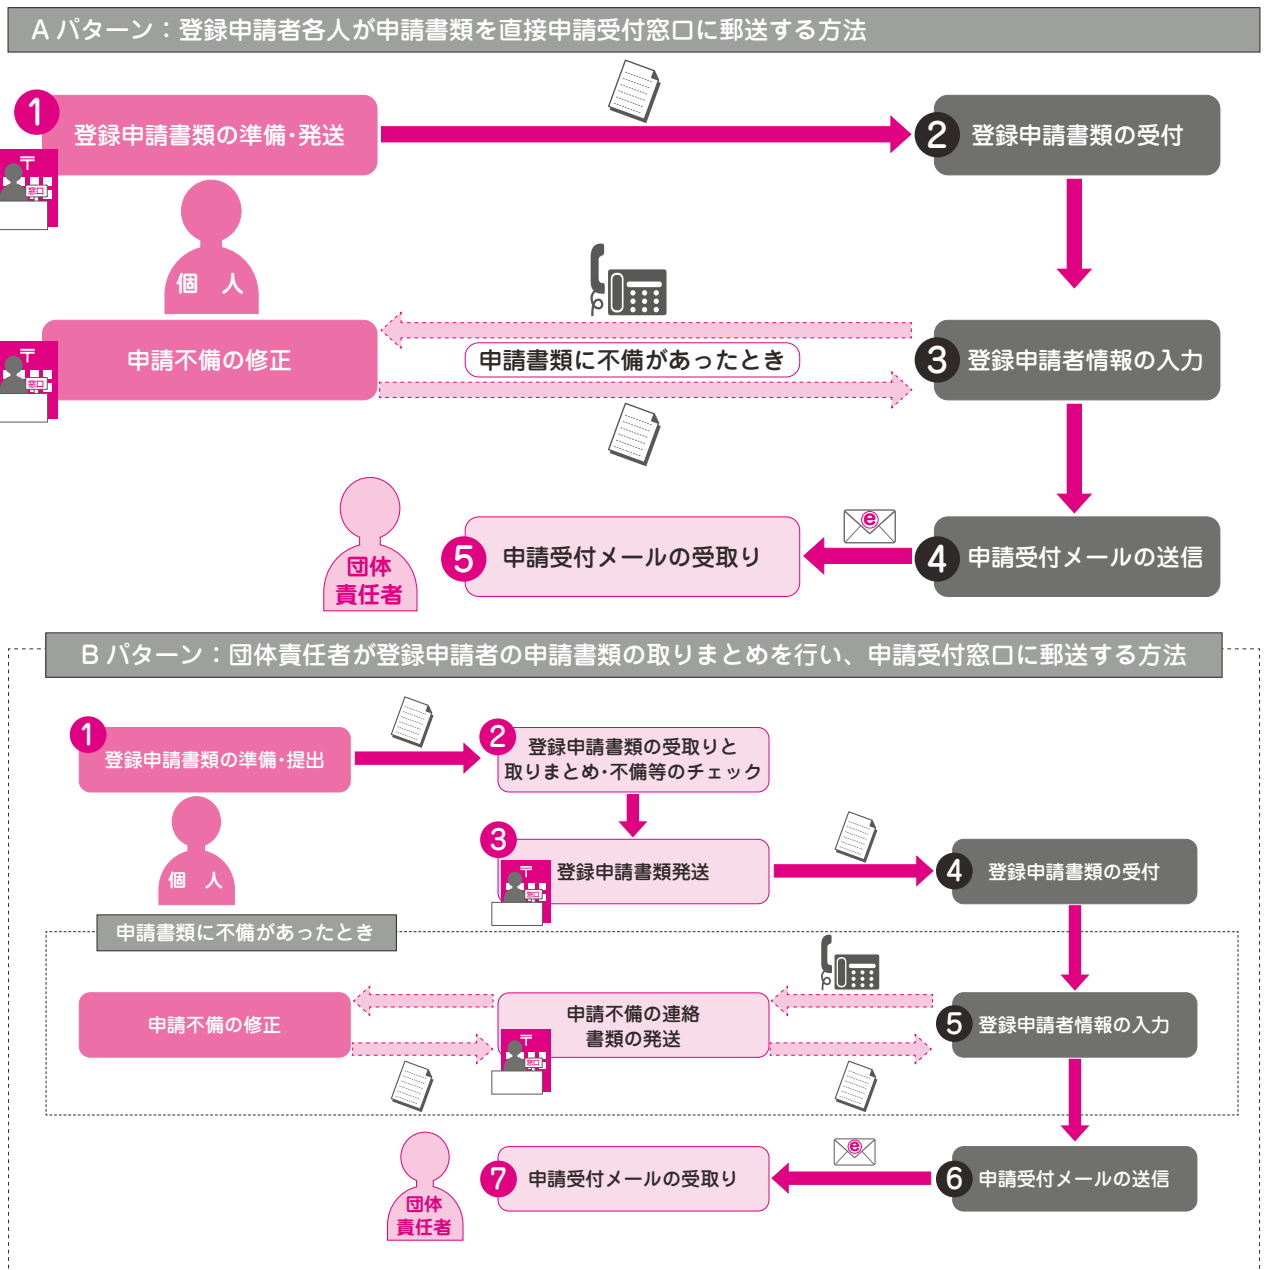 Aパターン：登録申請者各人が申請書類を直接申請受付窓口に郵送する方法
1
登録申請書類の準備・発送
2
登録申請書類の受付
〒
窓口
個　人
申請不備の修正
〒
窓口
申請書類に不備があったとき
3
登録申請者情報の入力
団体
責任者
5
申請受付メールの受取り
e
4
申請受付メールの送信
Bパターン：団体責任者が登録申請者の申請書類の取りまとめを行い、申請受付窓口に郵送する方法
1
登録申請書類の準備・提出
2
登録申請書類の受取りと
取りまとめ・不備等のチェック
個　人
3
〒
窓口
登録申請書類発送
4
登録申請書類の受付
申請書類に不備があったとき
申請不備の修正
申請不備の連絡
書類の発送
〒
窓口
5
登録申請者情報の入力
団体
責任者
7
申請受付メールの受取り
e
6
申請受付メールの送信